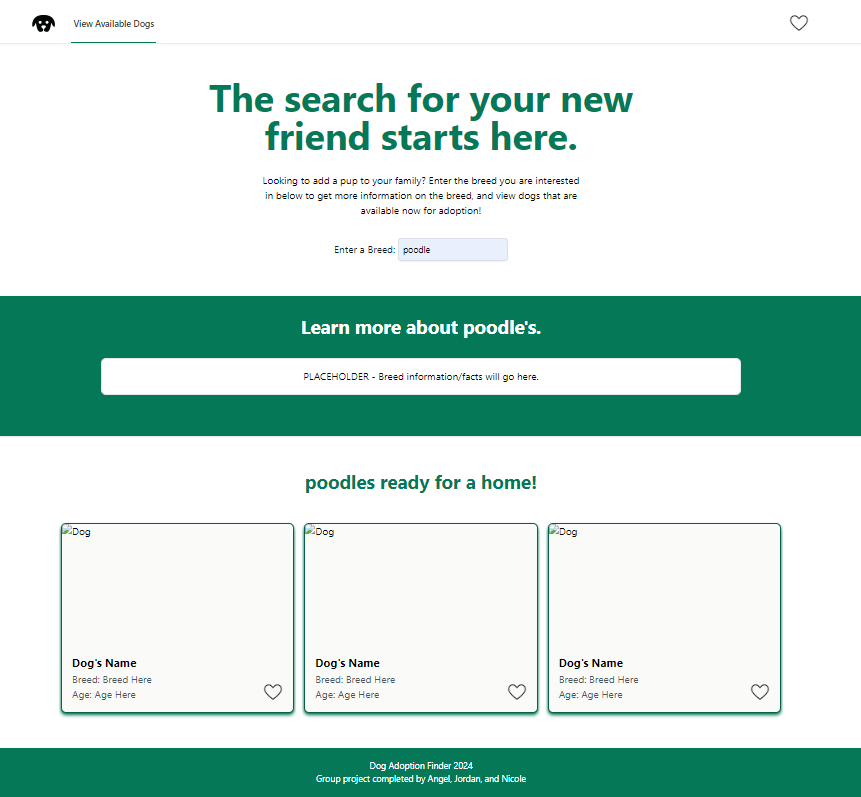 View Available Dogs
The search for your new
friend starts here.
Looking to add a pup to your family? Enter the breed you are interested
in below to get more information on the breed, and view dogs that are
available now for adoption!
Enter a Breed: poodle
Learn more about poodle's.
PLACEHOLDER - Breed information/facts will go here.
poodles ready for a home!
Dog
Dog's Name
Breed: Breed Here
Age: Age Here
Dog
Dog's Name
Breed: Breed Here
Age: Age Here
Dog
Dog's Name
Breed: Breed Here
Age: Age Here
Dog Adoption Finder 2024
Group project completed by Angel, Jordan, and Nicole